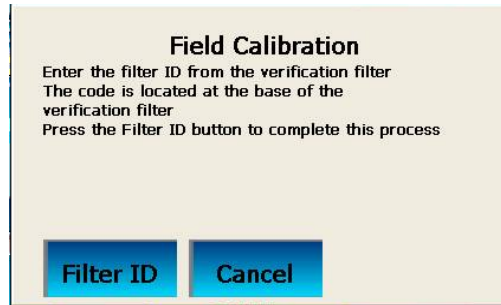 Field Calibration
Enter the filter ID from the verification filter
The code is located at the base of the
verification filter
Press the Filter ID button to complete this process
Filter ID
Cancel